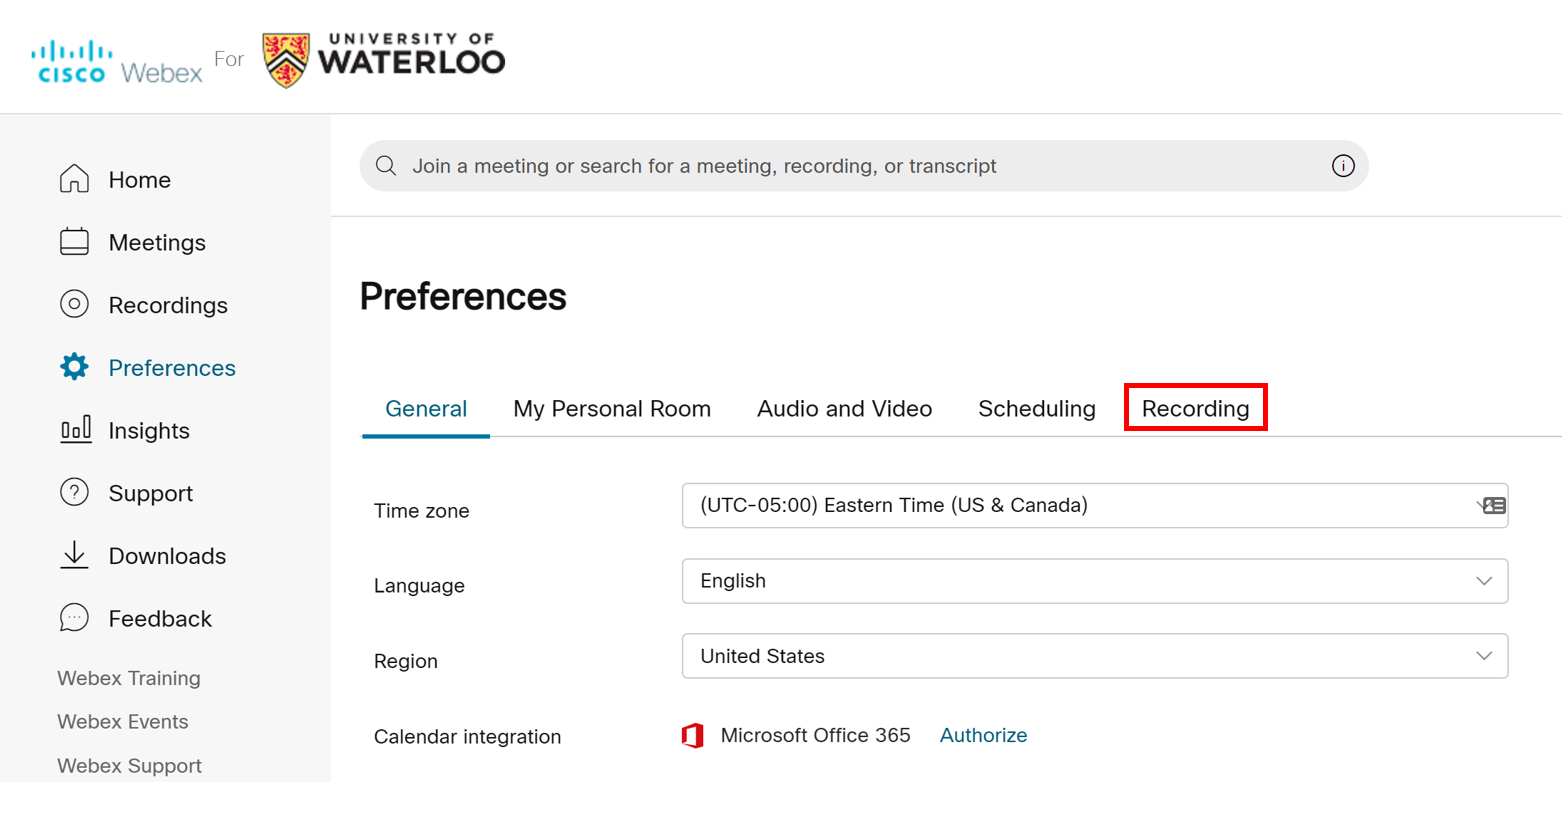 CISCO Webex For UNIVERSITY OF WATERLOO
Join a meeting or search for a meeting, recording, or transcript
Home
Meetings
Recordings
Preferences
Insights
Support
Downloads
Feedback
Webex Training
Webex Events
Webex Support
Preferences
General My Personal Room Audio and Video Scheduling Recording
Time zone (UTC-05:00) Eastern Time (US & Canada)
Language English
Region United States
Calendar integration Microsoft Office 365 Authorize